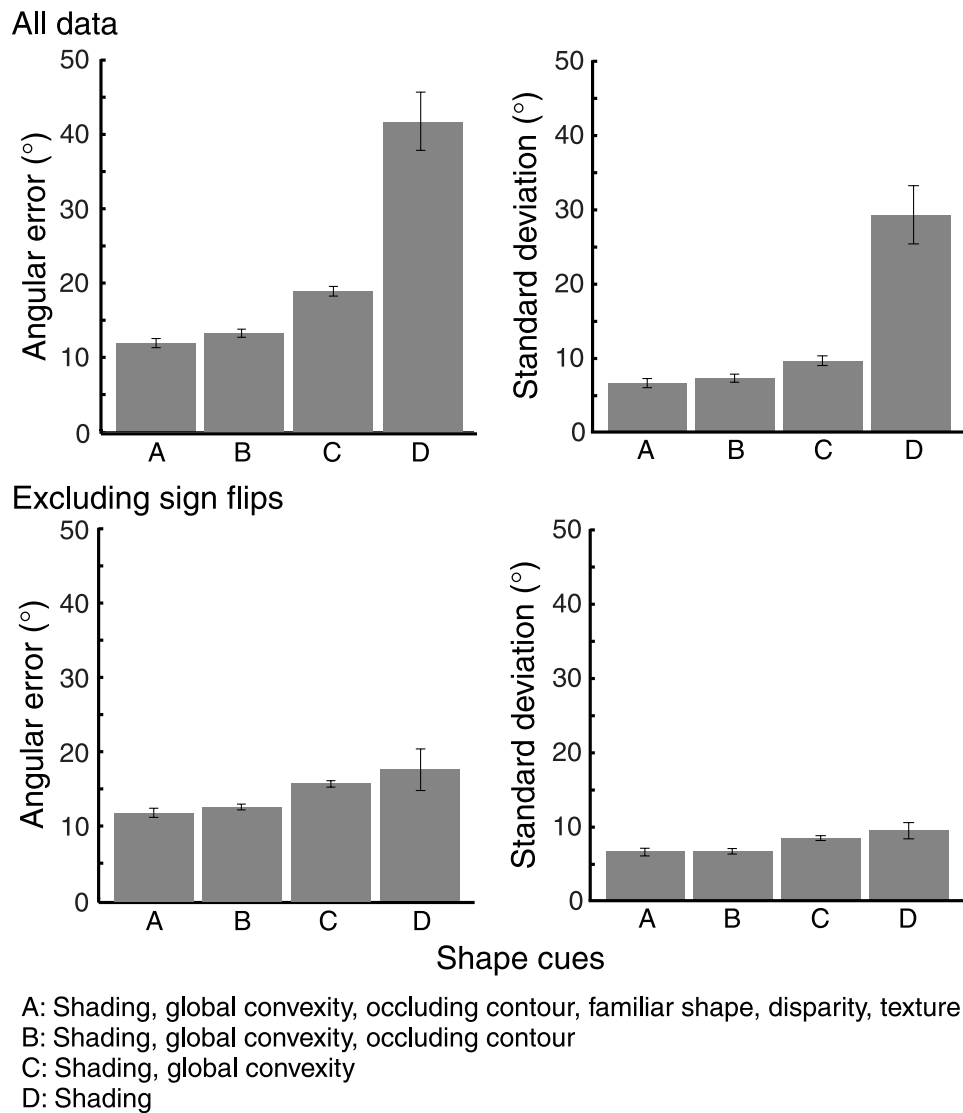 All data
Angular error (°)
50
40
30
20
10
0
A B C D
Standard deviation (°)
50
40
30
20
10
0
A B C D
Excluding sign flips
Angular error (°)
50
40
30
20
10
0
A B C D
Standard deviation (°)
50
40
30
20
10
0
A B C D
Shape cues
A: Shading, global convexity, occluding contour, familiar shape, disparity, texture
B: Shading, global convexity, occluding contour
C: Shading, global convexity
D: Shading